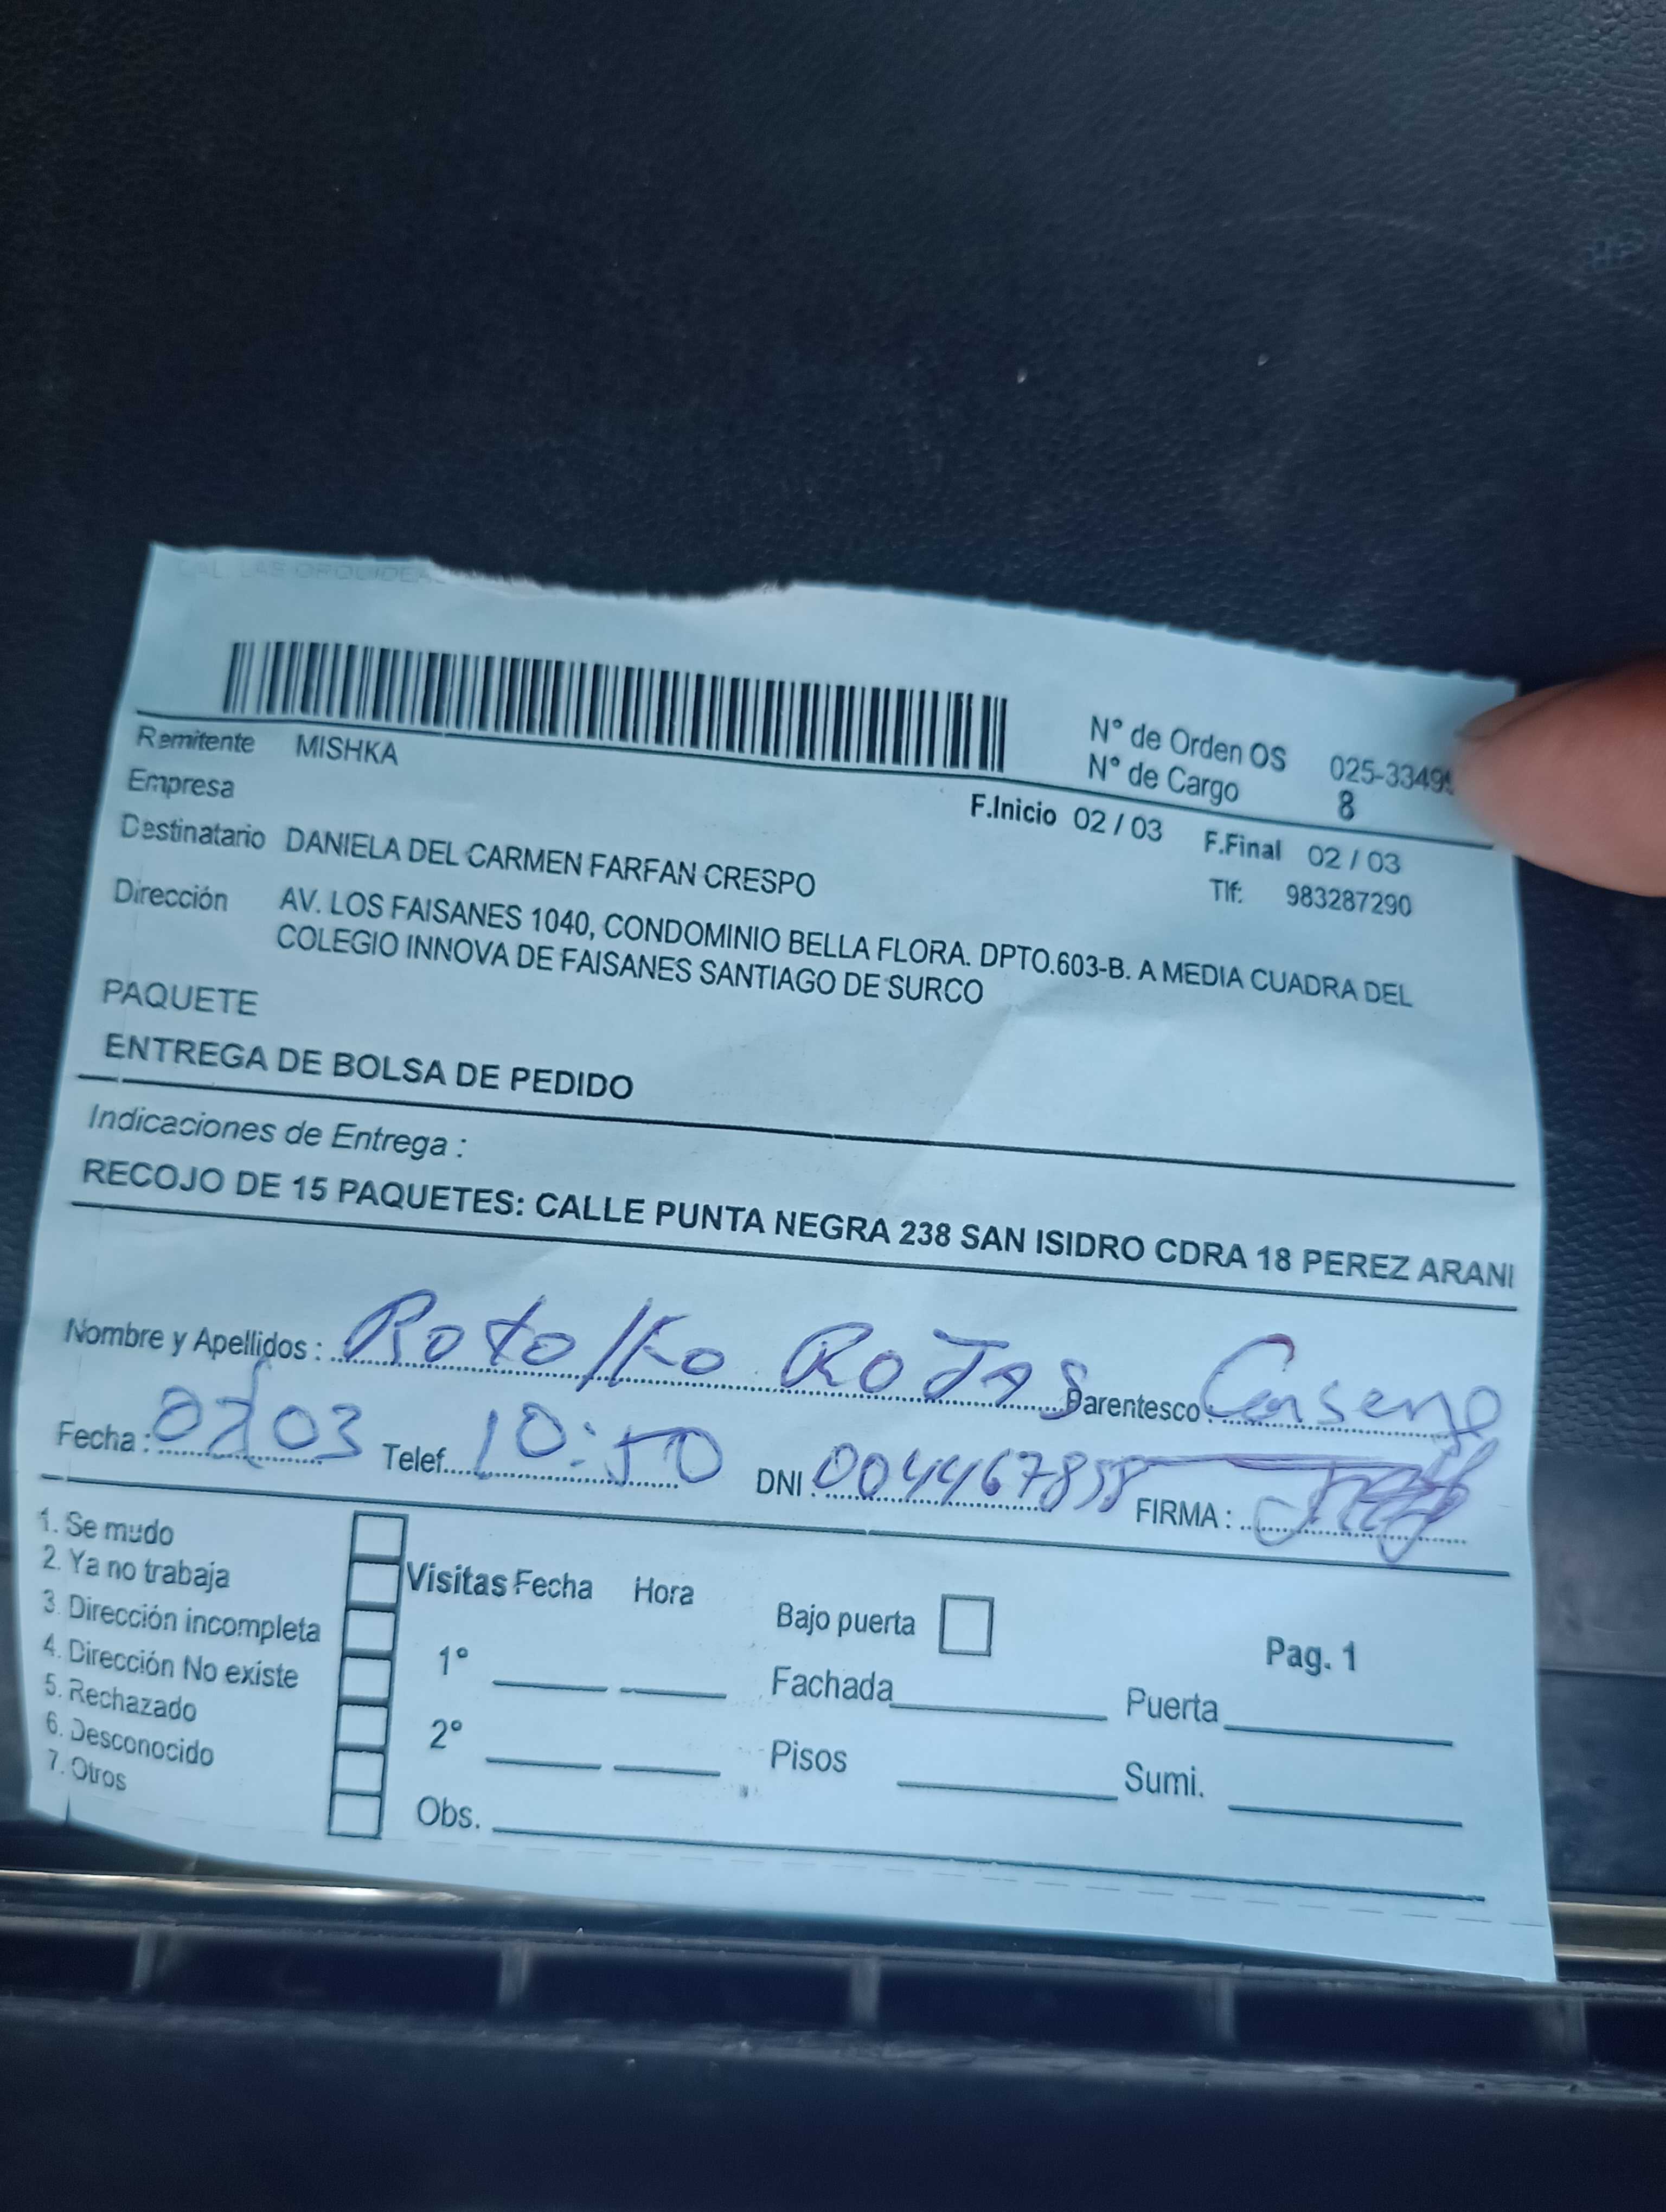 CAL LAS ORQUIDEA
N° de Orden OS 025-3349
N° de Cargo 8
Remitente MISHKA
Empresa
F.Inicio 02 / 03 F.Final 02 / 03
Destinatario DANIELA DEL CARMEN FARFAN CRESPO
Tlf: 983287290
Dirección AV. LOS FAISANES 1040, CONDOMINIO BELLA FLORA. DPTO.603-B. A MEDIA CUADRA DEL
COLEGIO INNOVA DE FAISANES SANTIAGO DE SURCO
PAQUETE
ENTREGA DE BOLSA DE PEDIDO
Indicaciones de Entrega :
RECOJO DE 15 PAQUETES: CALLE PUNTA NEGRA 238 SAN ISIDRO CDRA 18 PEREZ ARANI
Nombre y Apellidos : Rojas Parentesco
Fecha : 02/03 Telef. 10:50 DNI : FIRMA :
1. Se mudo
2. Ya no trabaja
3. Dirección incompleta
4. Dirección No existe
5. Rechazado
6. Desconocido
7. Otros
Visitas Fecha Hora
1°
2°
Obs.
Bajo puerta
Fachada
Pisos
Pag. 1
Puerta
Sumi.